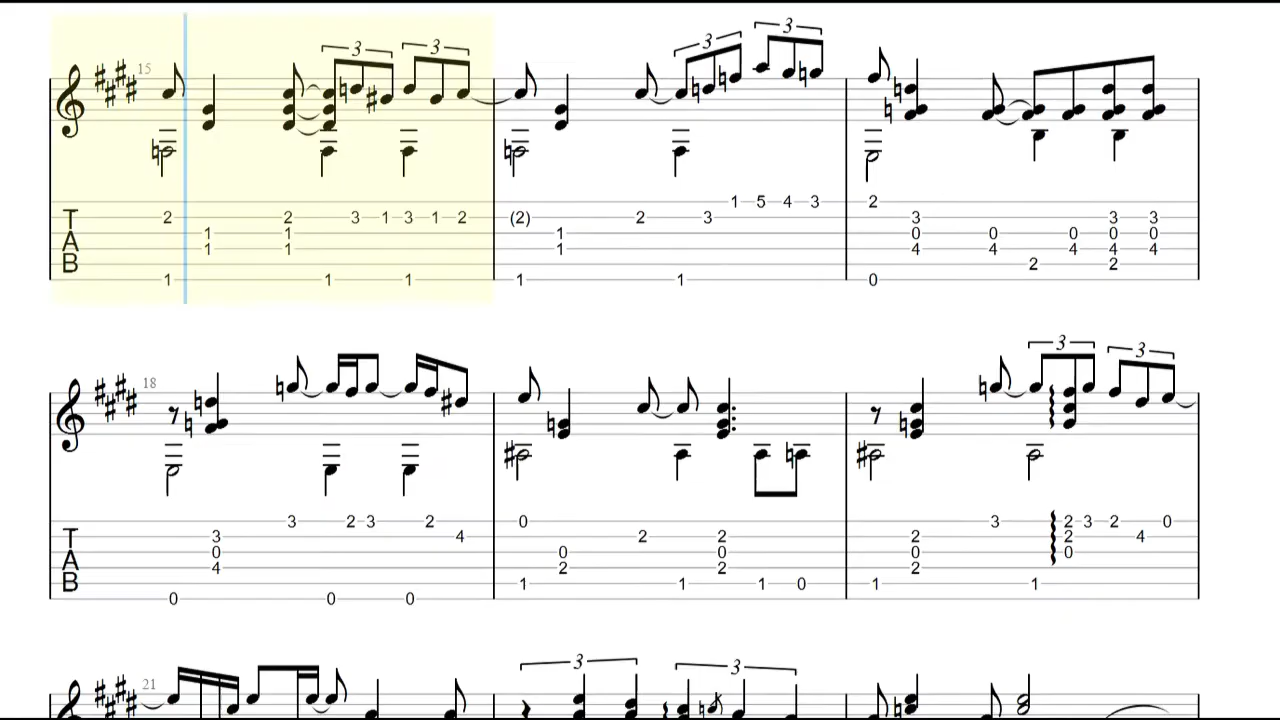 3 3 3 3
15
1 5 4 3 2
2 2 3 1 3 1 2 (2) 2 3 3 3 3
1 1 1 0 0 0 0 0
1 1 1 4 4 4 4 4
2 2
1 1 1 1 1 0
T
A
B
3 3
18
3 2 3 2 0 3 2 3 2 0
3 4 2 2 2 2 4
0 0 0 0 0
4 2 2 2
1 1 1 0 1 1
0 0 0
T
A
B
3 3
21